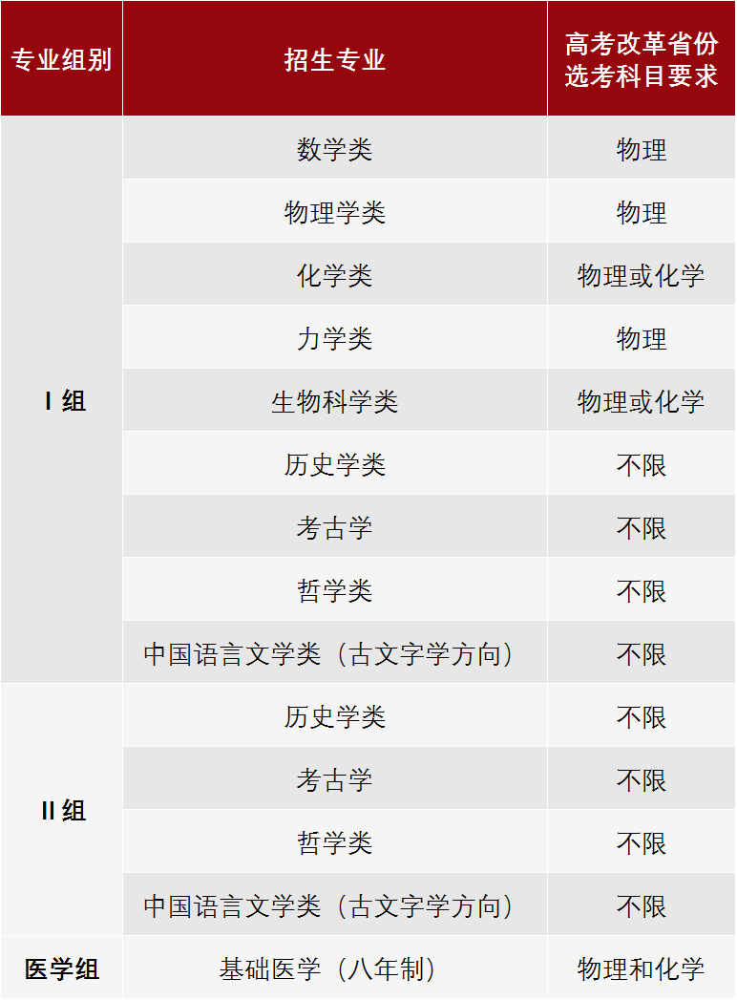 专业组别 招生专业 高考改革省份
选考科目要求
数学类 物理
物理学类 物理
化学类 物理或化学
力学类 物理
I 组 生物科学类 物理或化学
历史学类 不限
考古学 不限
哲学类 不限
中国语言文学类（古文字学方向） 不限
历史学类 不限
考古学 不限
II 组
哲学类 不限
中国语言文学类（古文字学方向） 不限
医学组 基础医学（八年制） 物理和化学